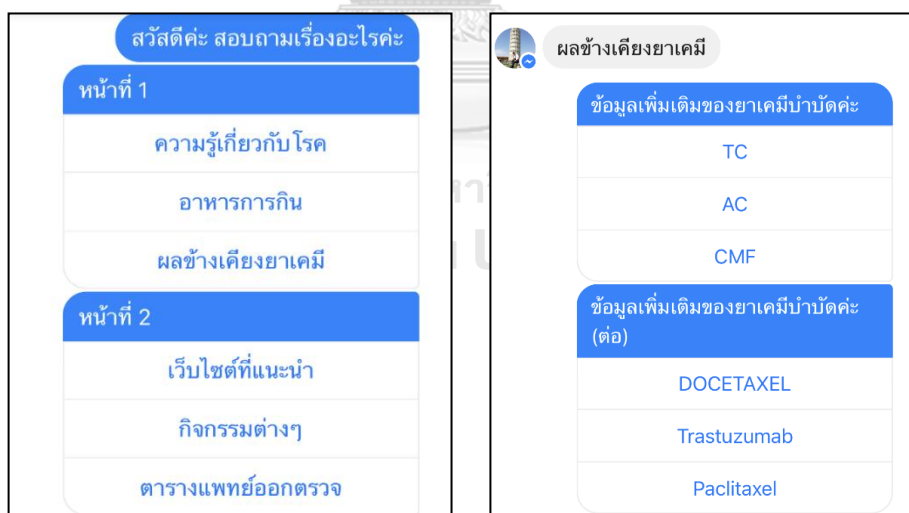 สวัสดีค่ะ สอบถามเรื่องอะไรค่ะ
หน้าที่ 1
ความรู้เกี่ยวกับโรค
อาหารการกิน
ผลข้างเคียงยาเคมี
หน้าที่ 2
เว็บไซต์ที่แนะนำ
กิจกรรมต่างๆ
ตารางแพทย์ออกตรวจ
ผลข้างเคียงยาเคมี
ข้อมูลเพิ่มเติมของยาเคมีบำบัดค่ะ
TC
AC
CMF
ข้อมูลเพิ่มเติมของยาเคมีบำบัดค่ะ
(ต่อ)
DOCETAXEL
Trastuzumab
Paclitaxel